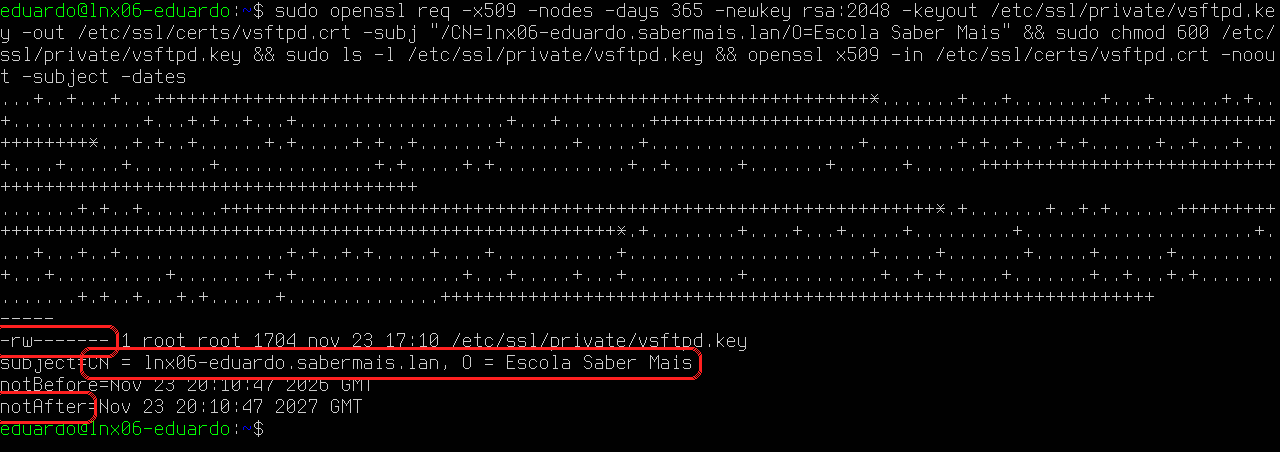 eduardo@lnx06-eduardo:~$ sudo openssl req -x509 -nodes -days 365 -newkey rsa:2048 -keyout /etc/ssl/private/vsftpd.ke
y -out /etc/ssl/certs/vsftpd.crt -subj "/CN=lnx06-eduardo.sabermais.lan/O=Escola Saber Mais" && sudo chmod 600 /etc/
ssl/private/vsftpd.key && sudo ls -l /etc/ssl/private/vsftpd.key && openssl x509 -in /etc/ssl/certs/vsftpd.crt -noou
t -subject -dates
-----
-rw------- 1 root root 1704 nov 23 17:10 /etc/ssl/private/vsftpd.key
subject=CN = lnx06-eduardo.sabermais.lan, O = Escola Saber Mais
notBefore=Nov 23 20:10:47 2026 GMT
notAfter=Nov 23 20:10:47 2027 GMT
eduardo@lnx06-eduardo:~$